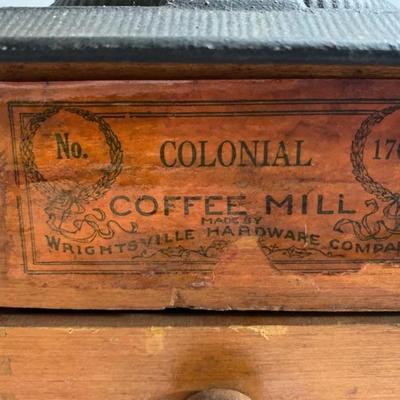 No. COLONIAL
COFFEE MILL
MADE BY
WRIGHTSVILLE HARDWARE